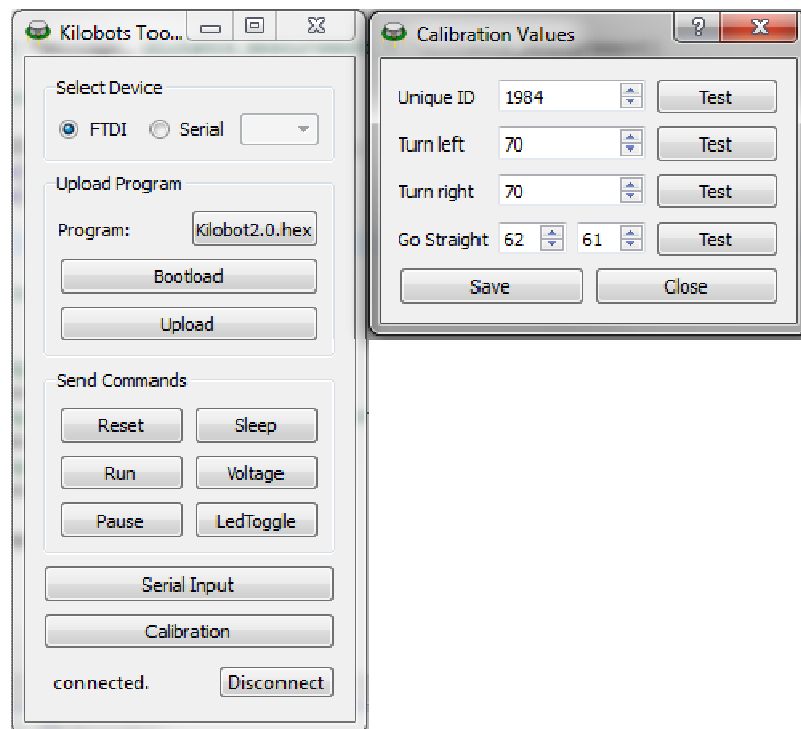 Kilobots Too...
Select Device
FTDI Serial
Upload Program
Program: Kilobot2.0.hex
Bootload
Upload
Send Commands
Reset Sleep
Run Voltage
Pause LedToggle
Serial Input
Calibration
connected. Disconnect
Calibration Values ? X
Unique ID 1984 Test
Turn left 70 Test
Turn right 70 Test
Go Straight 62 61 Test
Save Close